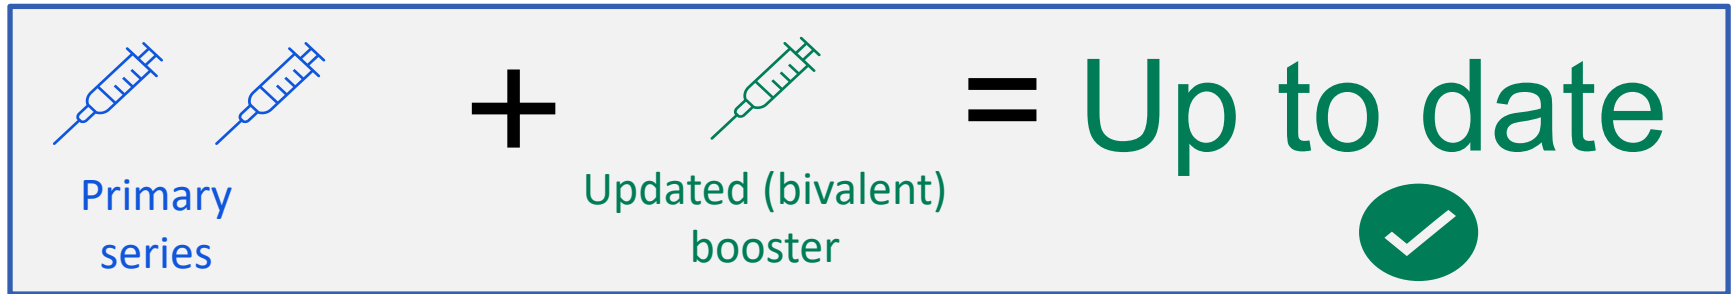 Primary
series
+
Updated (bivalent)
booster
= Up to date